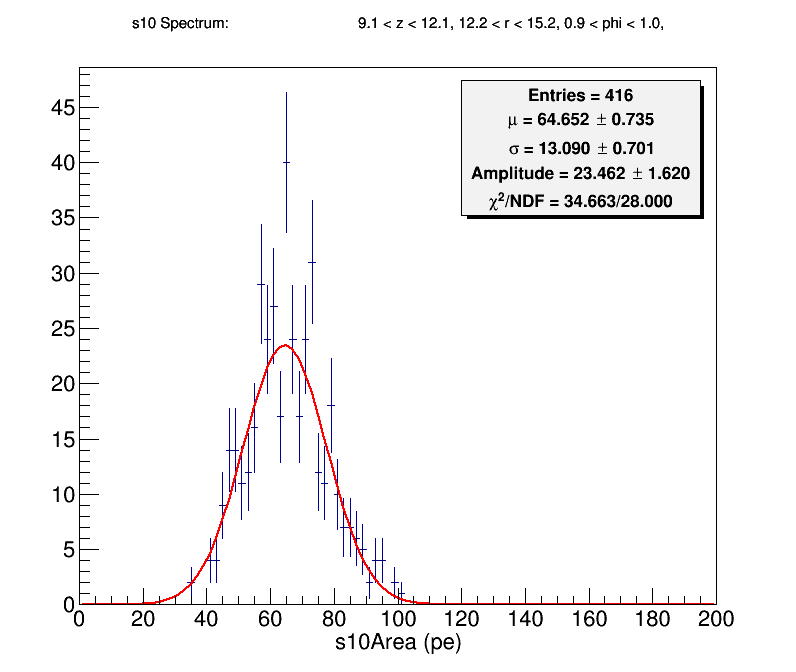 s10 Spectrum: 9.1 < z < 12.1, 12.2 < r < 15.2, 0.9 < phi < 1.0,
Entries = 416
μ = 64.652 ± 0.735
σ = 13.090 ± 0.701
Amplitude = 23.462 ± 1.620
χ²/NDF = 34.663/28.000
45
40
35
30
25
20
15
10
5
0
0 20 40 60 80 100 120 140 160 180 200
s10Area (pe)